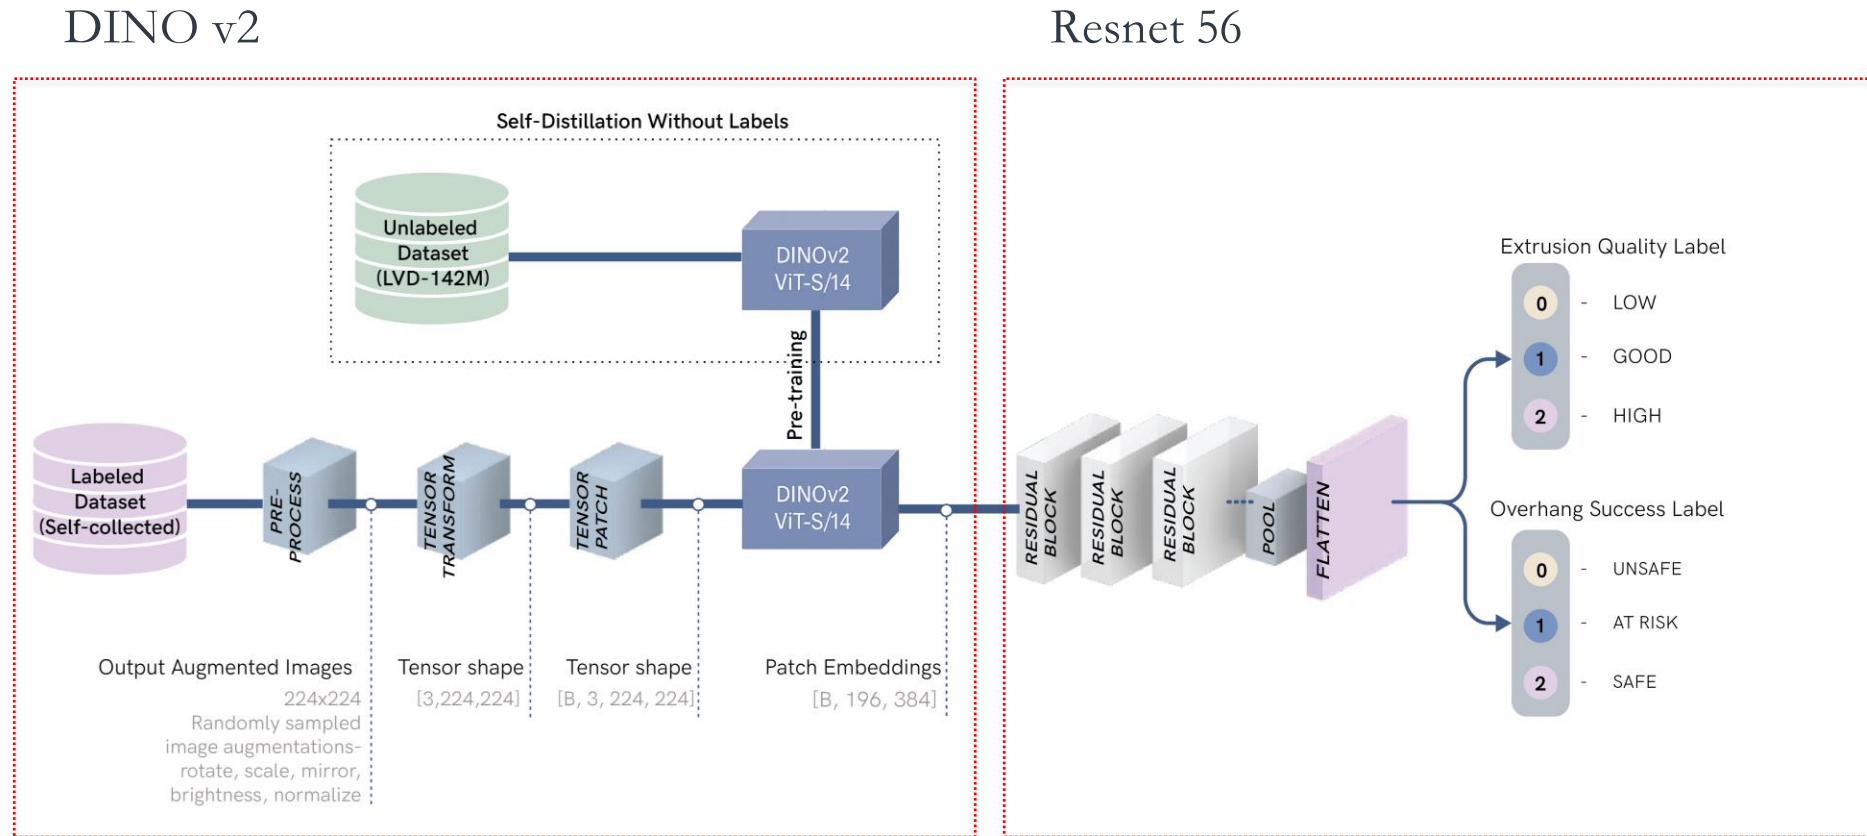 DINO v2
Resnet 56
Self-Distillation Without Labels
Unlabeled
Dataset
(LVD-142M)
DINOv2
ViT-S/14
Pre-training
Labeled
Dataset
(Self-collected)
PRE-
PROCESS
TENSOR
TRANSFORM
TENSOR
PATCH
DINOv2
ViT-S/14
Output Augmented Images
224x224
Randomly sampled
image augmentations-
rotate, scale, mirror,
brightness, normalize
Tensor shape
[3,224,224]
Tensor shape
[B, 3, 224, 224]
Patch Embeddings
[B, 196, 384]
RESIDUAL
BLOCK
RESIDUAL
BLOCK
RESIDUAL
BLOCK
POOL
FLATTEN
Extrusion Quality Label
0 - LOW
1 - GOOD
2 - HIGH
Overhang Success Label
0 - UNSAFE
1 - AT RISK
2 - SAFE